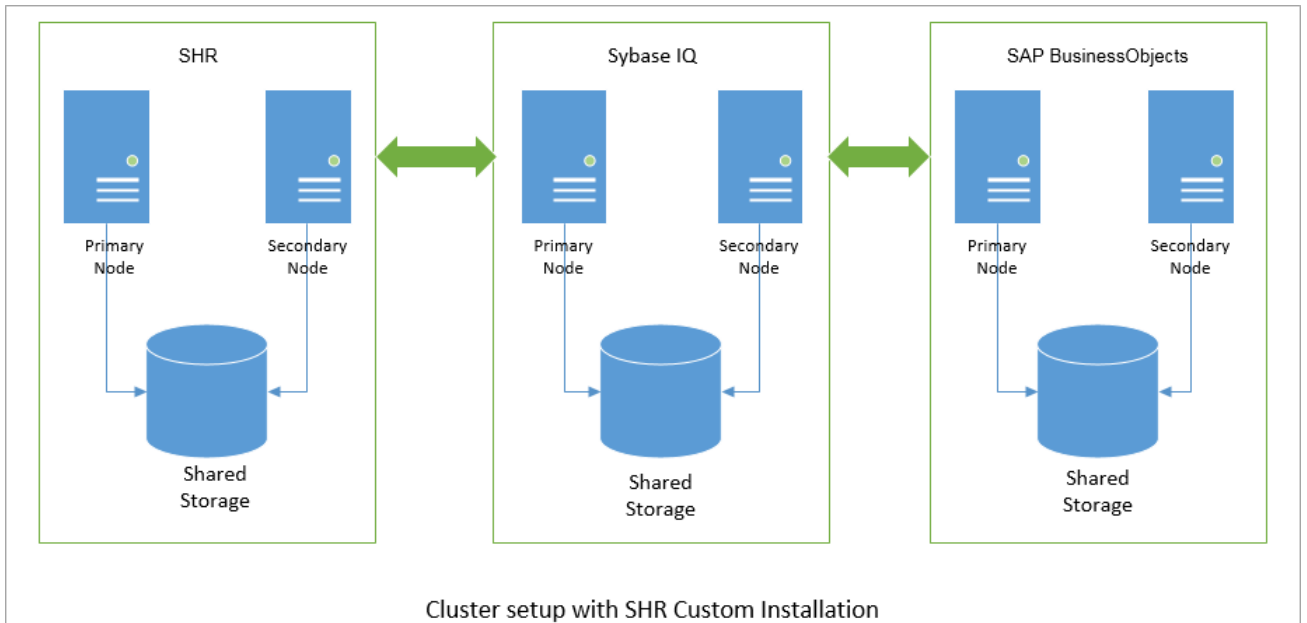 SHR
Primary
Node
Secondary
Node
Shared
Storage
Sybase IQ
Primary
Node
Secondary
Node
Shared
Storage
SAP BusinessObjects
Primary
Node
Secondary
Node
Shared
Storage
Cluster setup with SHR Custom Installation